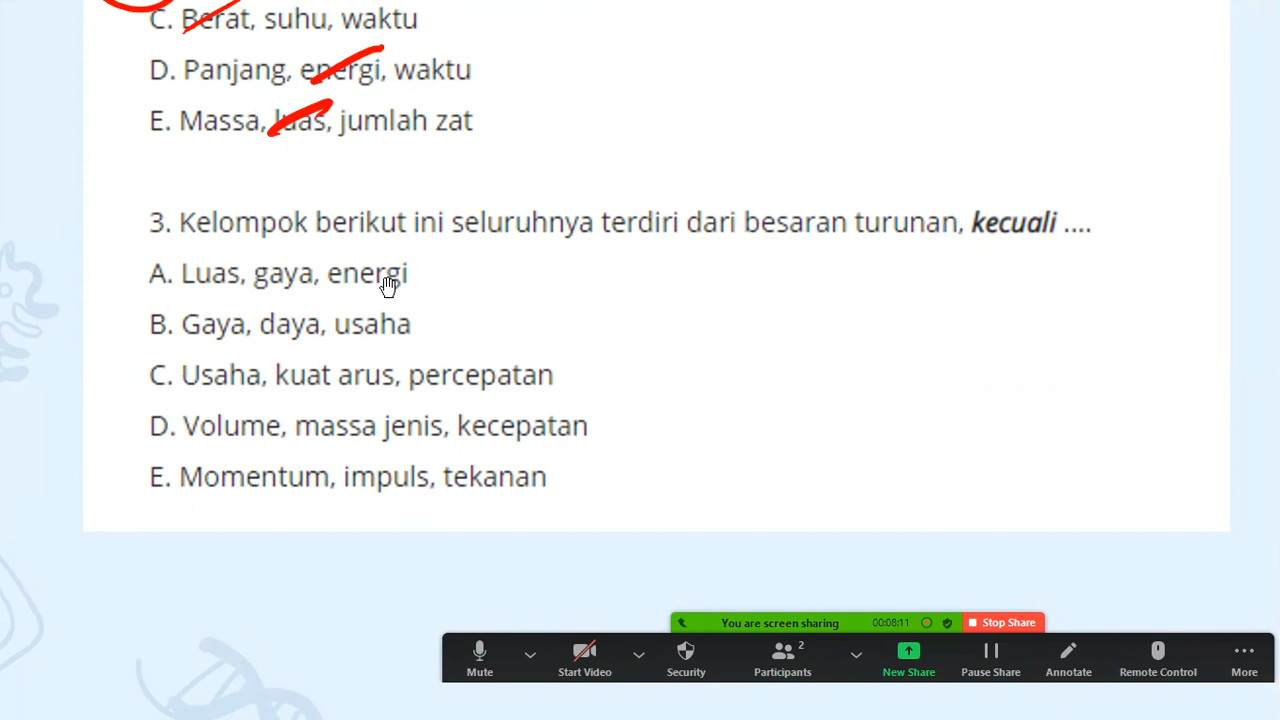 C. Berat, suhu, waktu
D. Panjang, energi, waktu
E. Massa, luas, jumlah zat
3. Kelompok berikut ini seluruhnya terdiri dari besaran turunan, kecuali ....
A. Luas, gaya, energi
B. Gaya, daya, usaha
C. Usaha, kuat arus, percepatan
D. Volume, massa jenis, kecepatan
E. Momentum, impuls, tekanan
You are screen sharing 00:08:11 Stop Share
2
Mute Start Video Security Participants New Share Pause Share Annotate Remote Control More